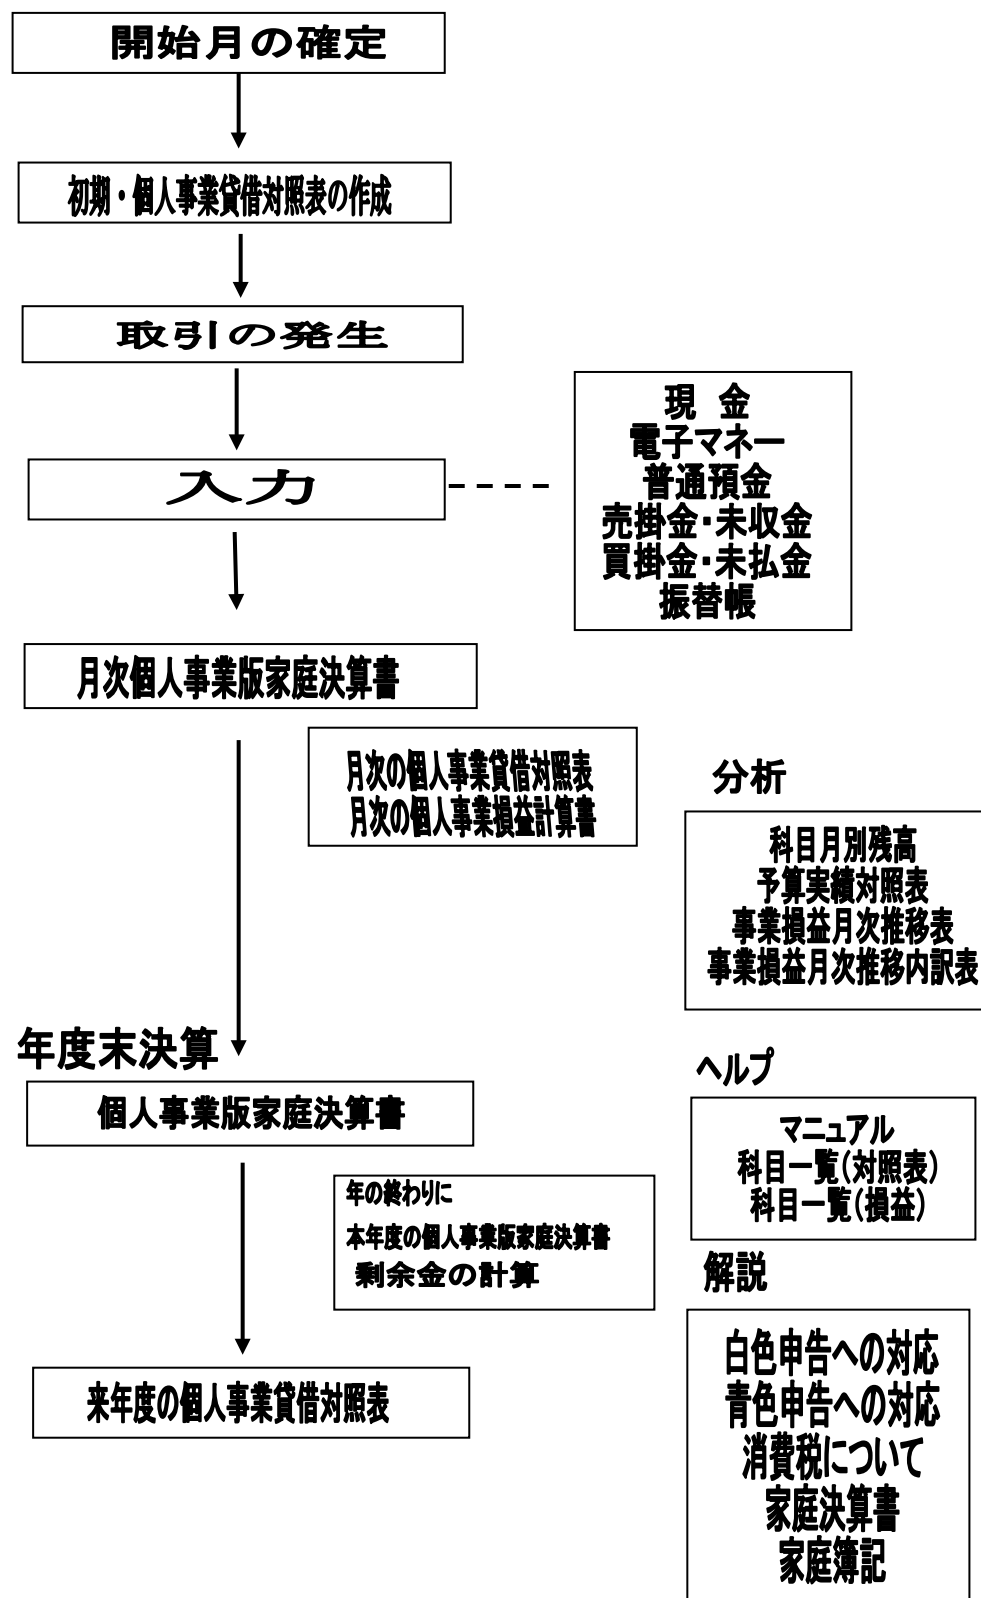 開始月の確定
初期・個人事業貸借対照表の作成
取引の発生
入力
現　金
電子マネー
普通預金
売掛金・未収金
買掛金・未払金
振替帳
月次個人事業版家庭決算書
月次の個人事業貸借対照表
月次の個人事業損益計算書
分析
科目月別残高
予算実績対照表
事業損益月次推移表
事業損益月次推移内訳表
年度末決算
個人事業版家庭決算書
ヘルプ
マニュアル
科目一覧(対照表)
科目一覧(損益)
年の終わりに
本年度の個人事業版家庭決算書
剰余金の計算
解説
白色申告への対応
青色申告への対応
消費税について
家庭決算書
家庭簿記
来年度の個人事業貸借対照表